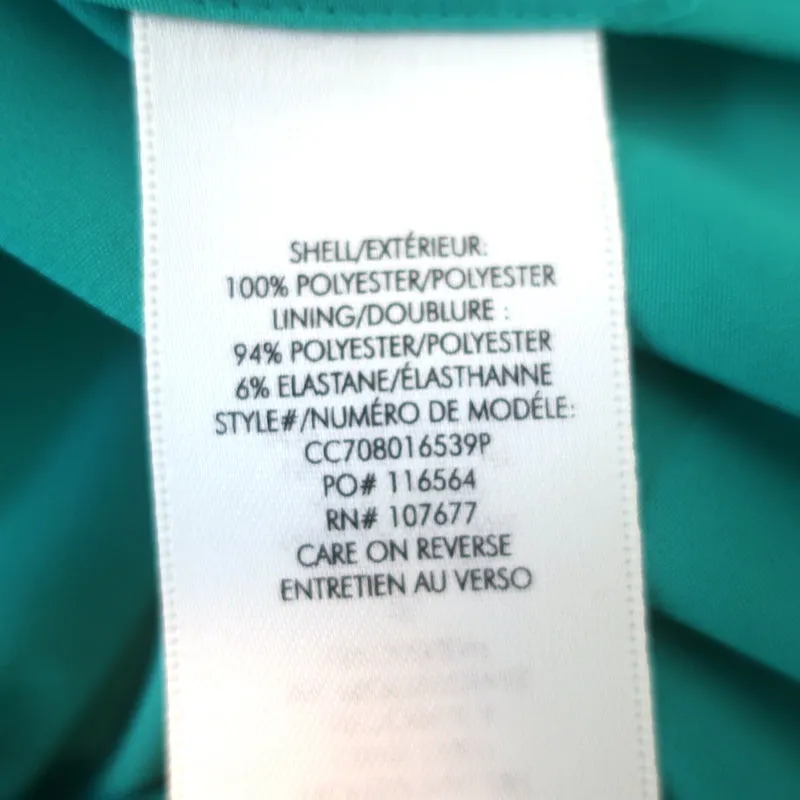 SHELL/EXTÉRIEUR:
100% POLYESTER/POLYESTER
LINING/DOUBLURE :
94% POLYESTER/POLYESTER
6% ELASTANE/ÉLASTHANNE
STYLE#/NUMÉRO DE MODÉLE:
CC708016539P
PO# 116564
RN# 107677
CARE ON REVERSE
ENTRETIEN AU VERSO